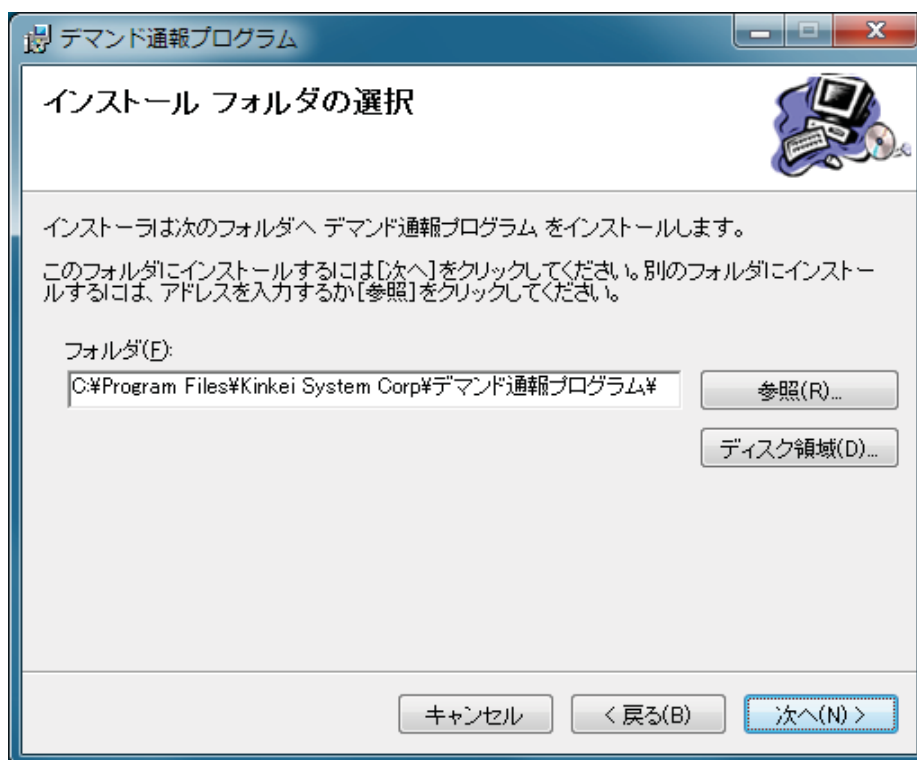 デマンド通報プログラム
インストール フォルダの選択
インストーラは次のフォルダへ デマンド通報プログラム をインストールします。
このフォルダにインストールするには[次へ]をクリックしてください。別のフォルダにインストー
ルするには、アドレスを入力するか[参照]をクリックしてください。
フォルダ(F):
C:¥Program Files¥Kinkei System Corp¥デマンド通報プログラム¥
参照(R)...
ディスク領域(D)...
キャンセル
< 戻る(B)
次へ(N) >